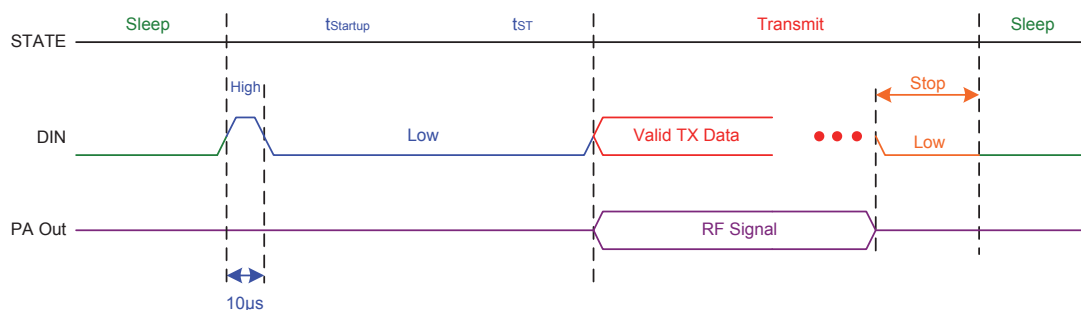 Sleep tStartup tST Transmit Sleep
STATE
High Stop
DIN Low Valid TX Data Low
PA Out RF Signal
10µs